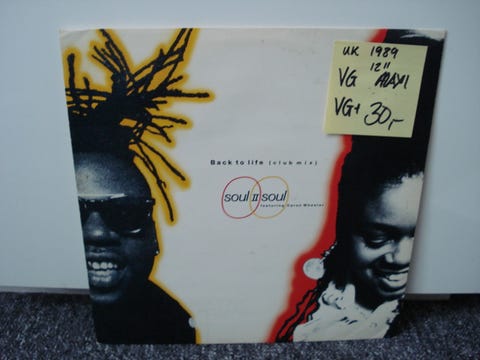 UK 1989
12"
VG MAXI
VG+ 30,-
Back to life (club mix)
soul II soul
featuring Caron Wheeler